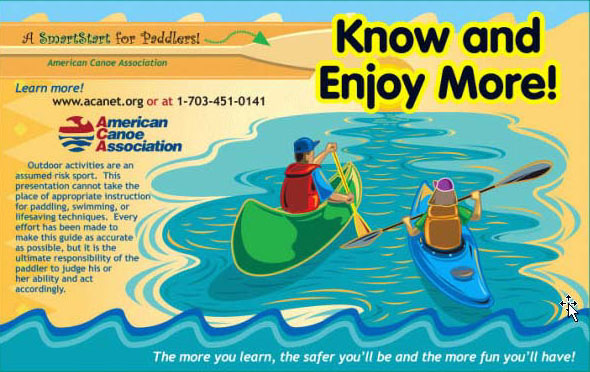 A SmartStart for Paddlers!
American Canoe Association
Know and
Enjoy More!
Learn more!
www.acanet.org or at 1-703-451-0141
American
Canoe
Association
Outdoor activities are an
assumed risk sport. This
presentation cannot take the
place of appropriate instruction
for paddling, swimming, or
lifesaving techniques. Every
effort has been made to
make this guide as accurate
as possible, but it is the
ultimate responsibility of the
paddler to judge his or
her ability and act
accordingly.
The more you learn, the safer you'll be and the more fun you'll have!